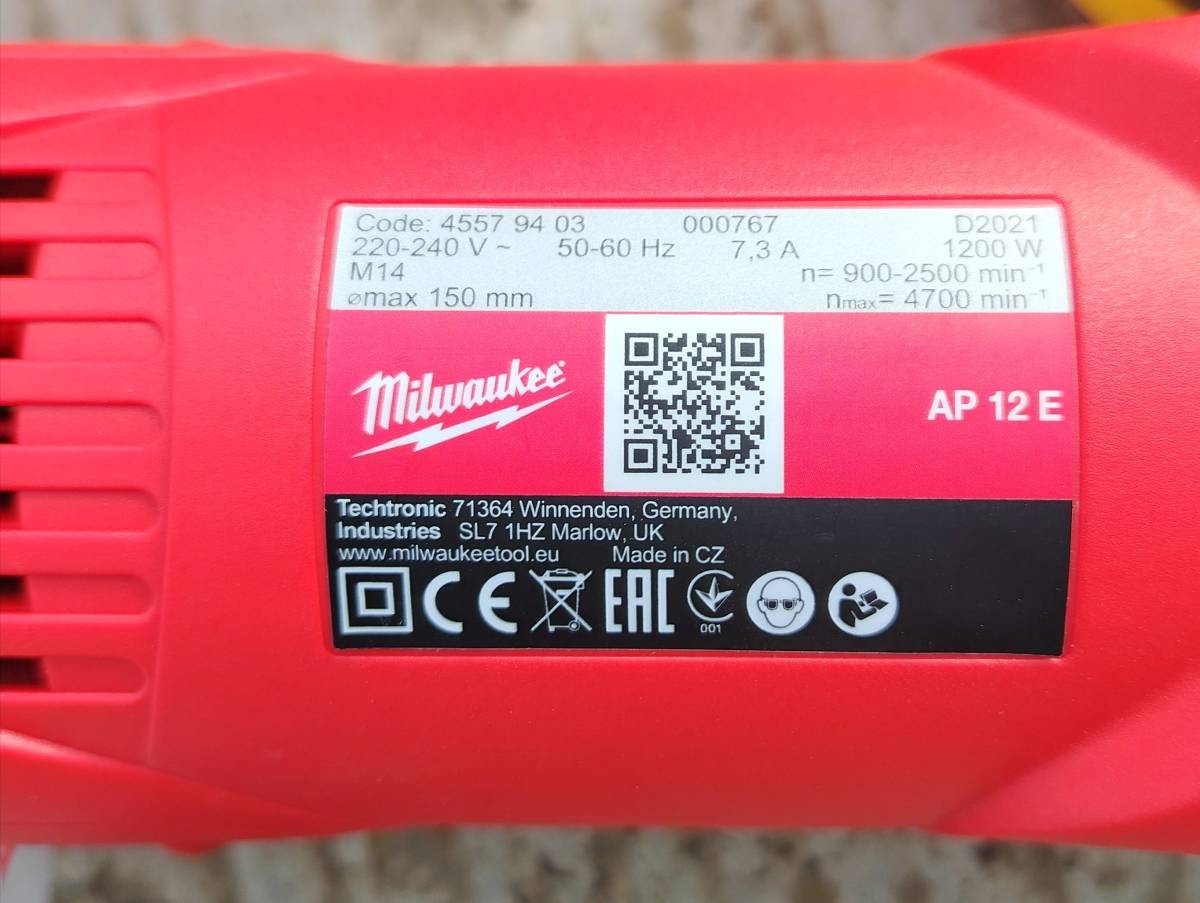 Code: 4557 94 03 000767 D2021
220-240 V ~ 50-60 Hz 7,3 A 1200 W
M14 n= 900-2500 min⁻¹
⌀max 150 mm nmax= 4700 min⁻¹
Milwaukee®
AP 12 E
Techtronic 71364 Winnenden, Germany,
Industries SL7 1HZ Marlow, UK
www.milwaukeetool.eu Made in CZ
CE EAC
001